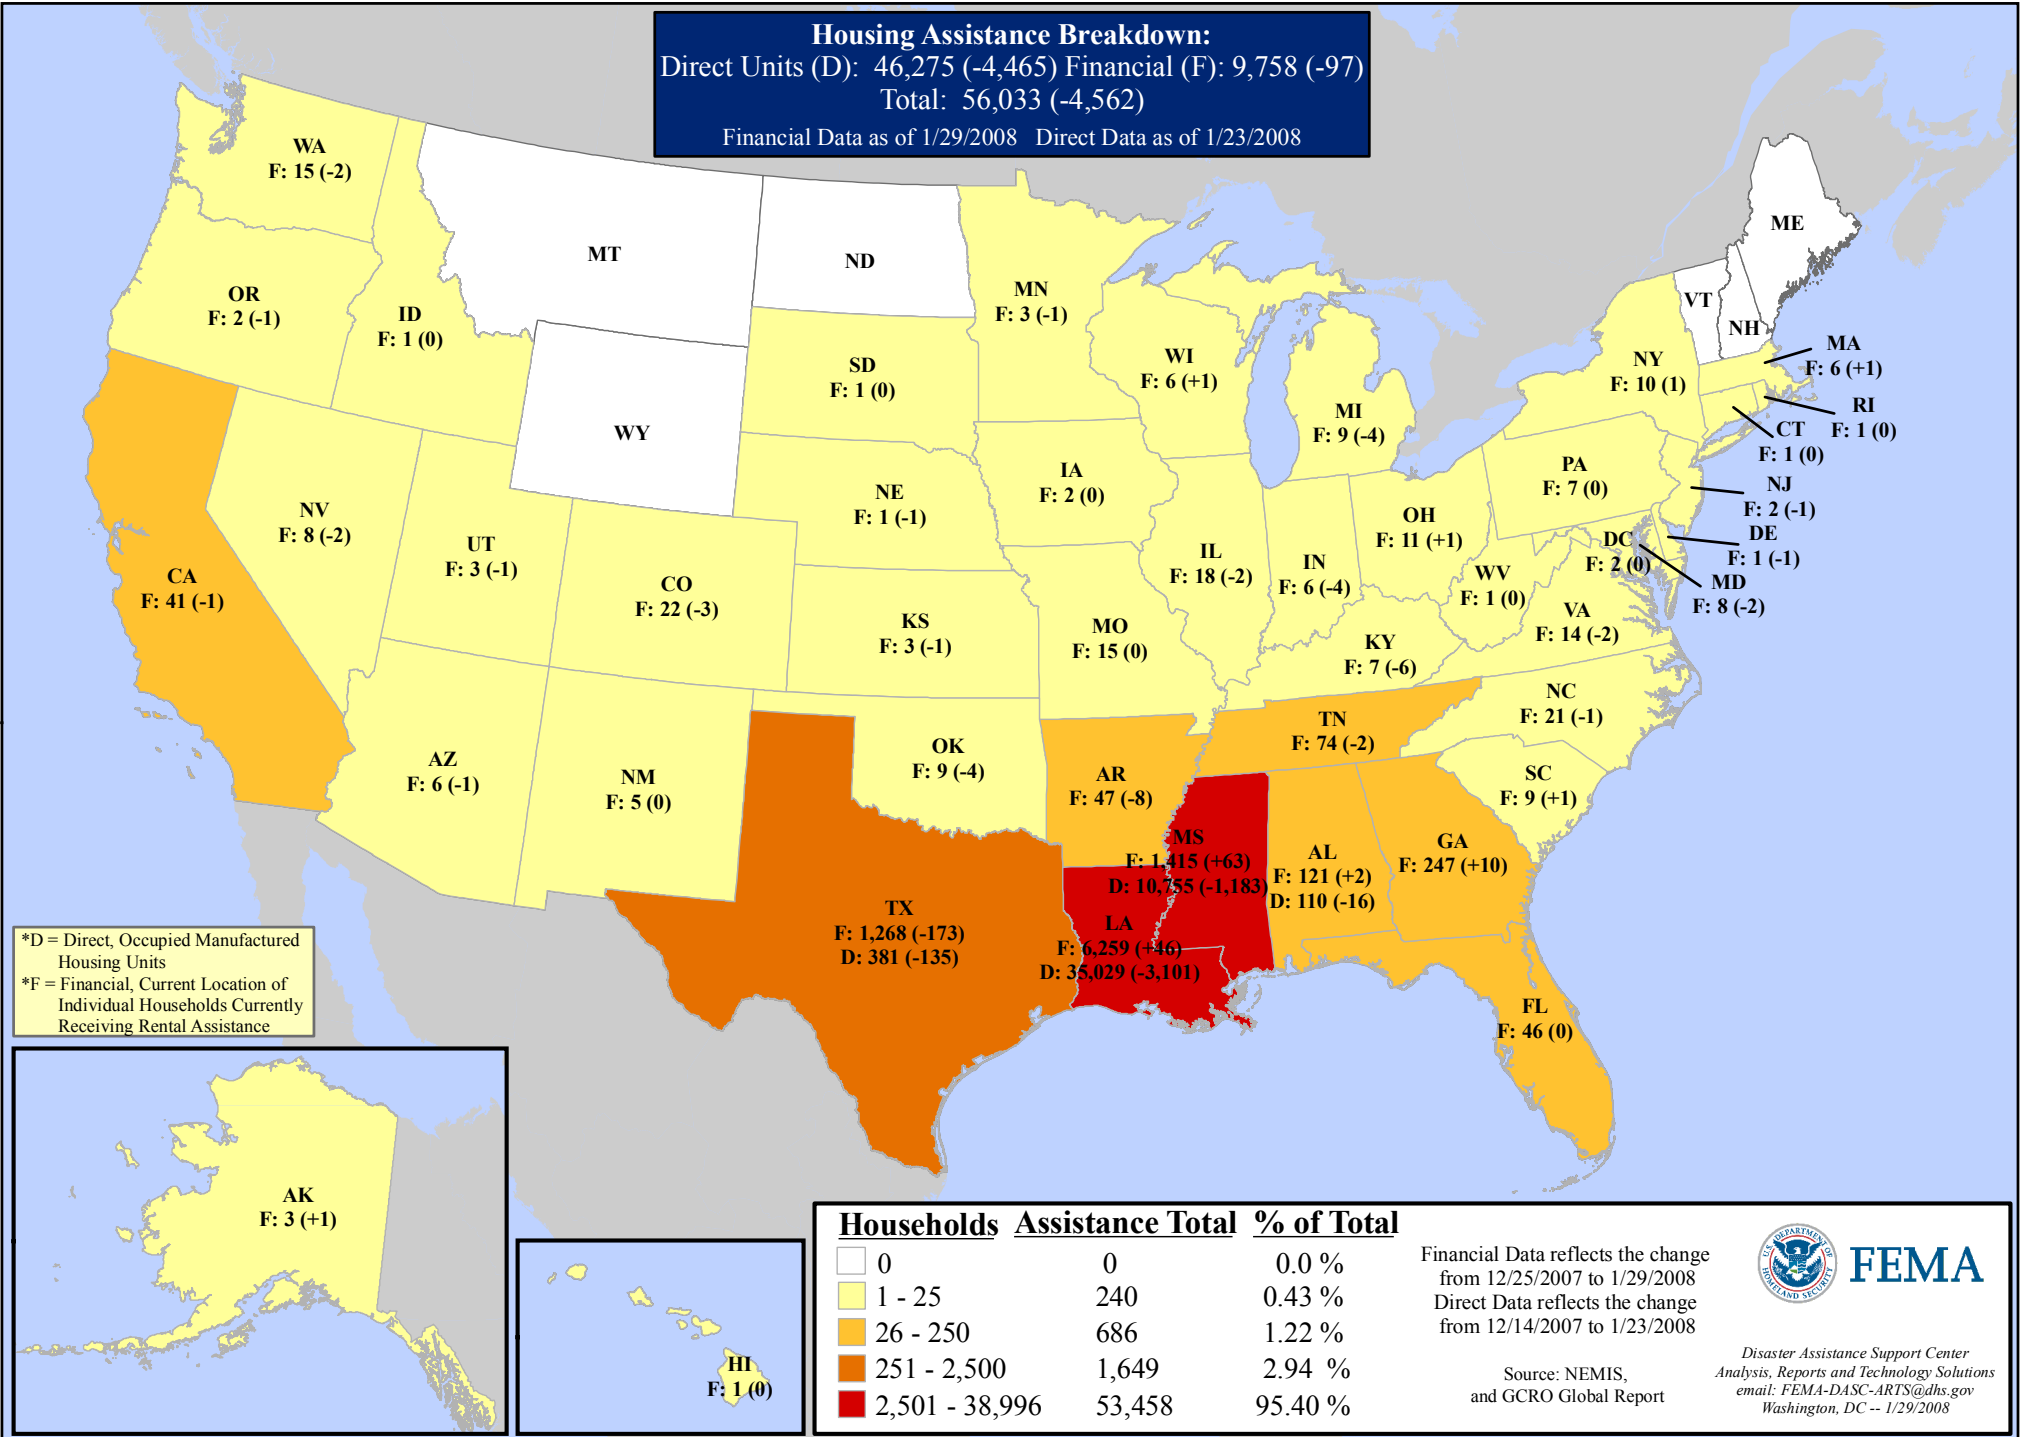 Housing Assistance Breakdown:
Direct Units (D): 46,275 (-4,465) Financial (F): 9,758 (-97)
Total: 56,033 (-4,562)
Financial Data as of 1/29/2008 Direct Data as of 1/23/2008
WA
F: 15 (-2)
OR
F: 2 (-1)
ID
F: 1 (0)
MT
ND
MN
F: 3 (-1)
WI
F: 6 (+1)
MI
F: 9 (-4)
ME
VT
NH
NY
F: 10 (1)
MA
F: 6 (+1)
RI
F: 1 (0)
CT
F: 1 (0)
SD
F: 1 (0)
WY
NE
F: 1 (-1)
IA
F: 2 (0)
PA
F: 7 (0)
NJ
F: 2 (-1)
DE
F: 1 (-1)
DC
F: 2 (0)
MD
F: 8 (-2)
NV
F: 8 (-2)
UT
F: 3 (-1)
CA
F: 41 (-1)
CO
F: 22 (-3)
KS
F: 3 (-1)
MO
F: 15 (0)
IL
F: 18 (-2)
IN
F: 6 (-4)
OH
F: 11 (+1)
WV
F: 1 (0)
VA
F: 14 (-2)
KY
F: 7 (-6)
NC
F: 21 (-1)
TN
F: 74 (-2)
SC
F: 9 (+1)
AZ
F: 6 (-1)
NM
F: 5 (0)
OK
F: 9 (-4)
AR
F: 47 (-8)
MS
F: 1,415 (+63)
D: 10,755 (-1,183)
AL
F: 121 (+2)
D: 110 (-16)
GA
F: 247 (+10)
TX
F: 1,268 (-173)
D: 381 (-135)
LA
F: 6,259 (+46)
D: 35,029 (-3,101)
FL
F: 46 (0)
*D = Direct, Occupied Manufactured
Housing Units
*F = Financial, Current Location of
Individual Households Currently
Receiving Rental Assistance
AK
F: 3 (+1)
HI
F: 1 (0)
Households Assistance Total % of Total
0 0 0.0 %
1 - 25 240 0.43 %
26 - 250 686 1.22 %
251 - 2,500 1,649 2.94 %
2,501 - 38,996 53,458 95.40 %
Financial Data reflects the change
from 12/25/2007 to 1/29/2008
Direct Data reflects the change
from 12/14/2007 to 1/23/2008
Source: NEMIS,
and GCRO Global Report
U.S. DEPARTMENT OF
HOMELAND SECURITY
FEMA
Disaster Assistance Support Center
Analysis, Reports and Technology Solutions
email: FEMA-DASC-ARTS@dhs.gov
Washington, DC -- 1/29/2008